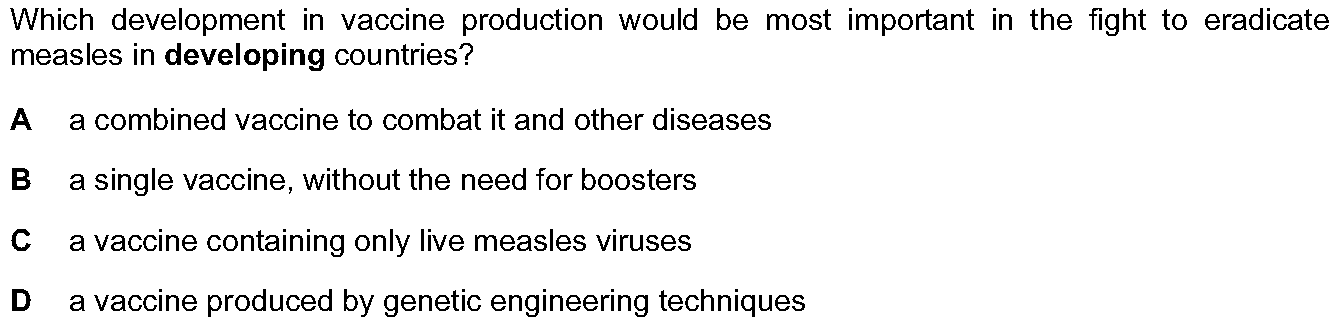 Which development in vaccine production would be most important in the fight to eradicate
measles in developing countries?
A a combined vaccine to combat it and other diseases
B a single vaccine, without the need for boosters
C a vaccine containing only live measles viruses
D a vaccine produced by genetic engineering techniques